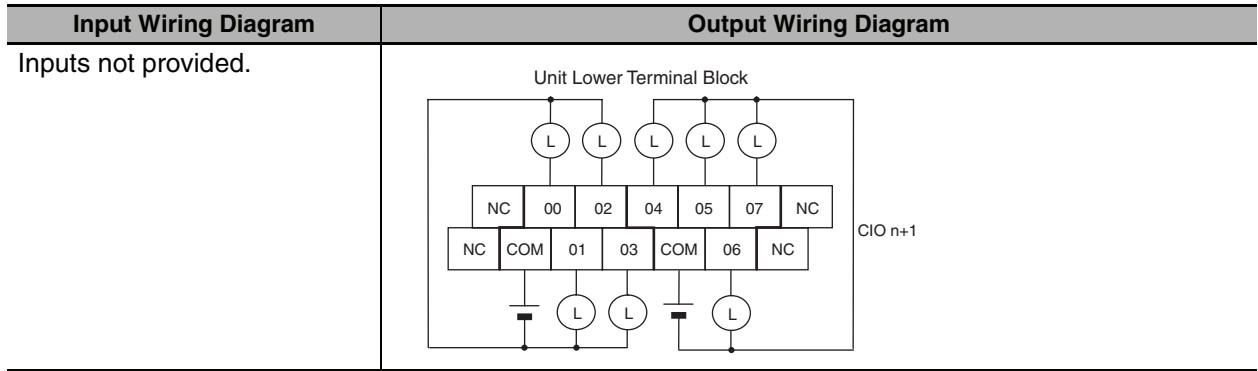 Input Wiring Diagram Output Wiring Diagram
Inputs not provided.
Unit Lower Terminal Block
L L L L L
NC 00 02 04 05 07 NC
CIO n+1
NC COM 01 03 COM 06 NC
L L L